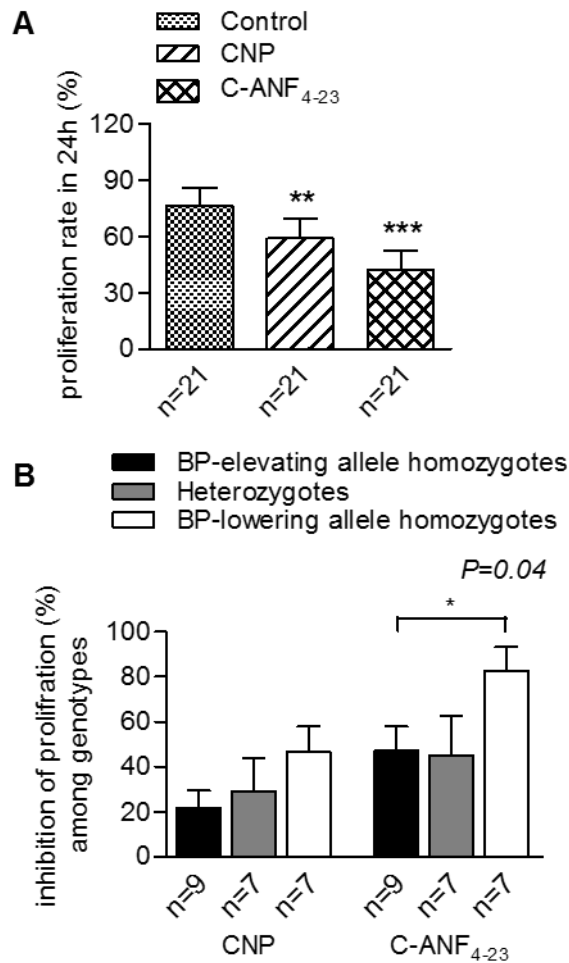 A
Control
CNP
C-ANF4-23
proliferation rate in 24h (%)
120
90
60
30
0
**
***
n=21
n=21
n=21
B
BP-elevating allele homozygotes
Heterozygotes
BP-lowering allele homozygotes
P=0.04
*
inhibition of prolifration (%)
among genotypes
100
80
60
40
20
0
n=9
n=7
n=7
n=9
n=7
n=7
CNP
C-ANF4-23